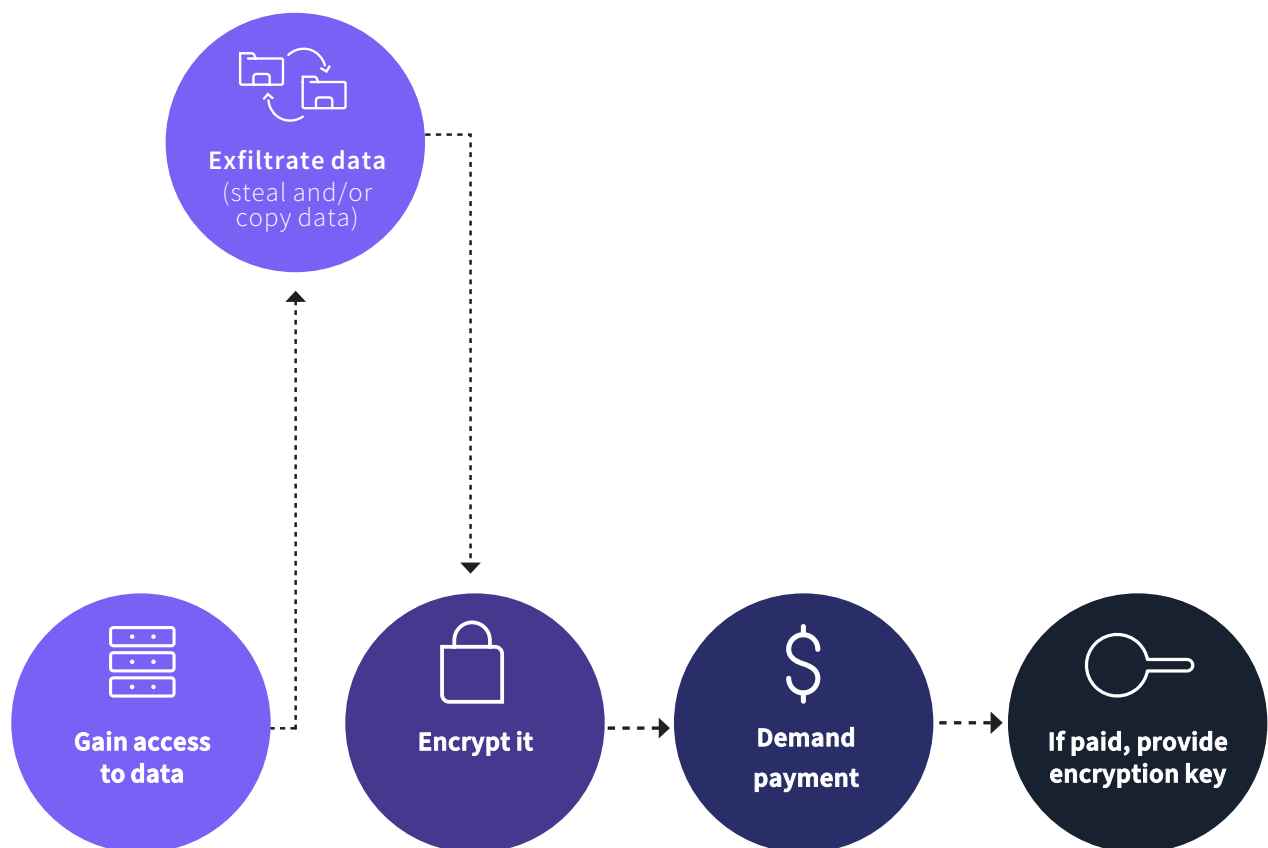 Exfiltrate data
(steal and/or
copy data)
Gain access
to data
Encrypt it
Demand
payment
If paid, provide
encryption key